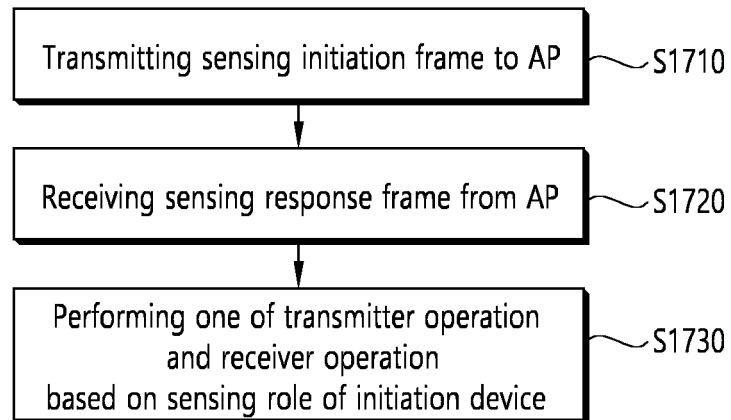 Transmitting sensing initiation frame to AP
S1710
Receiving sensing response frame from AP
S1720
Performing one of transmitter operation
and receiver operation
based on sensing role of initiation device
S1730